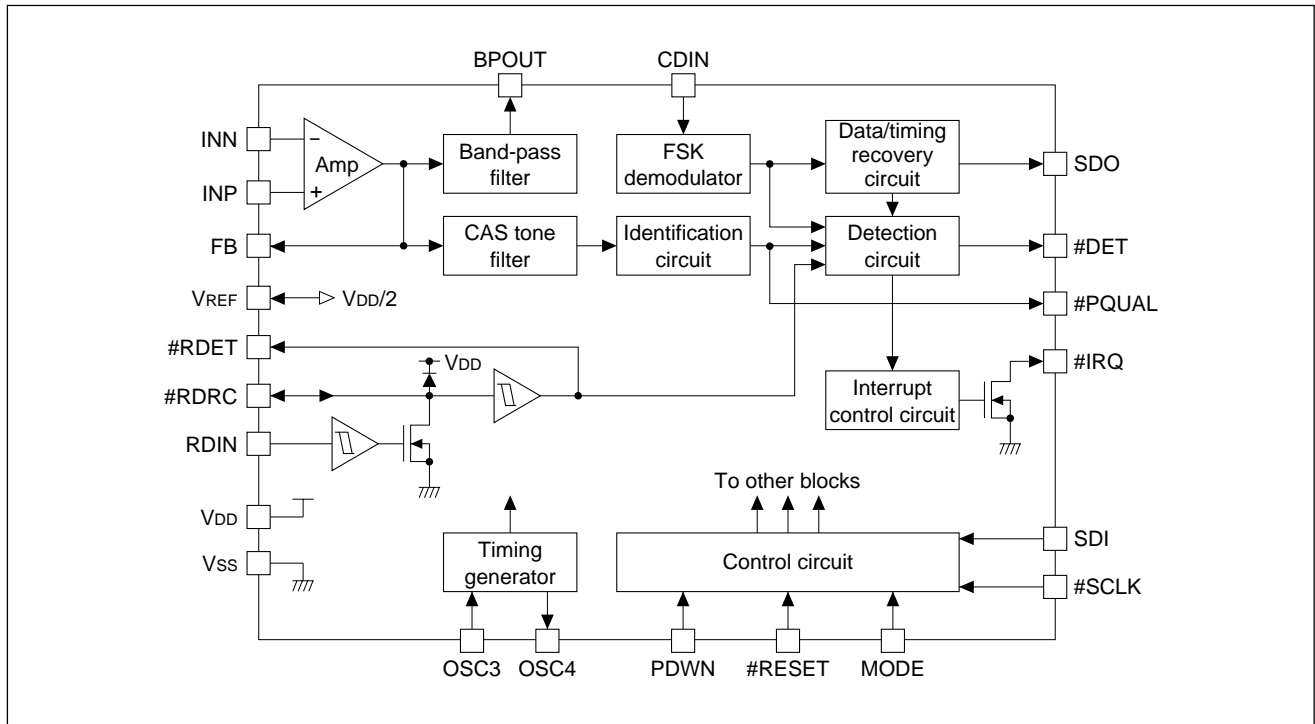 BPOUT
CDIN
INN
INP
FB
VREF
#RDET
#RDRC
RDIN
VDD
VSS
−
Amp
+
Band-pass
filter
FSK
demodulator
Data/timing
recovery
circuit
CAS tone
filter
Identification
circuit
Detection
circuit
VDD/2
VDD
Interrupt
control circuit
SDO
#DET
#PQUAL
#IRQ
To other blocks
Timing
generator
Control circuit
SDI
#SCLK
OSC3
OSC4
PDWN
#RESET
MODE